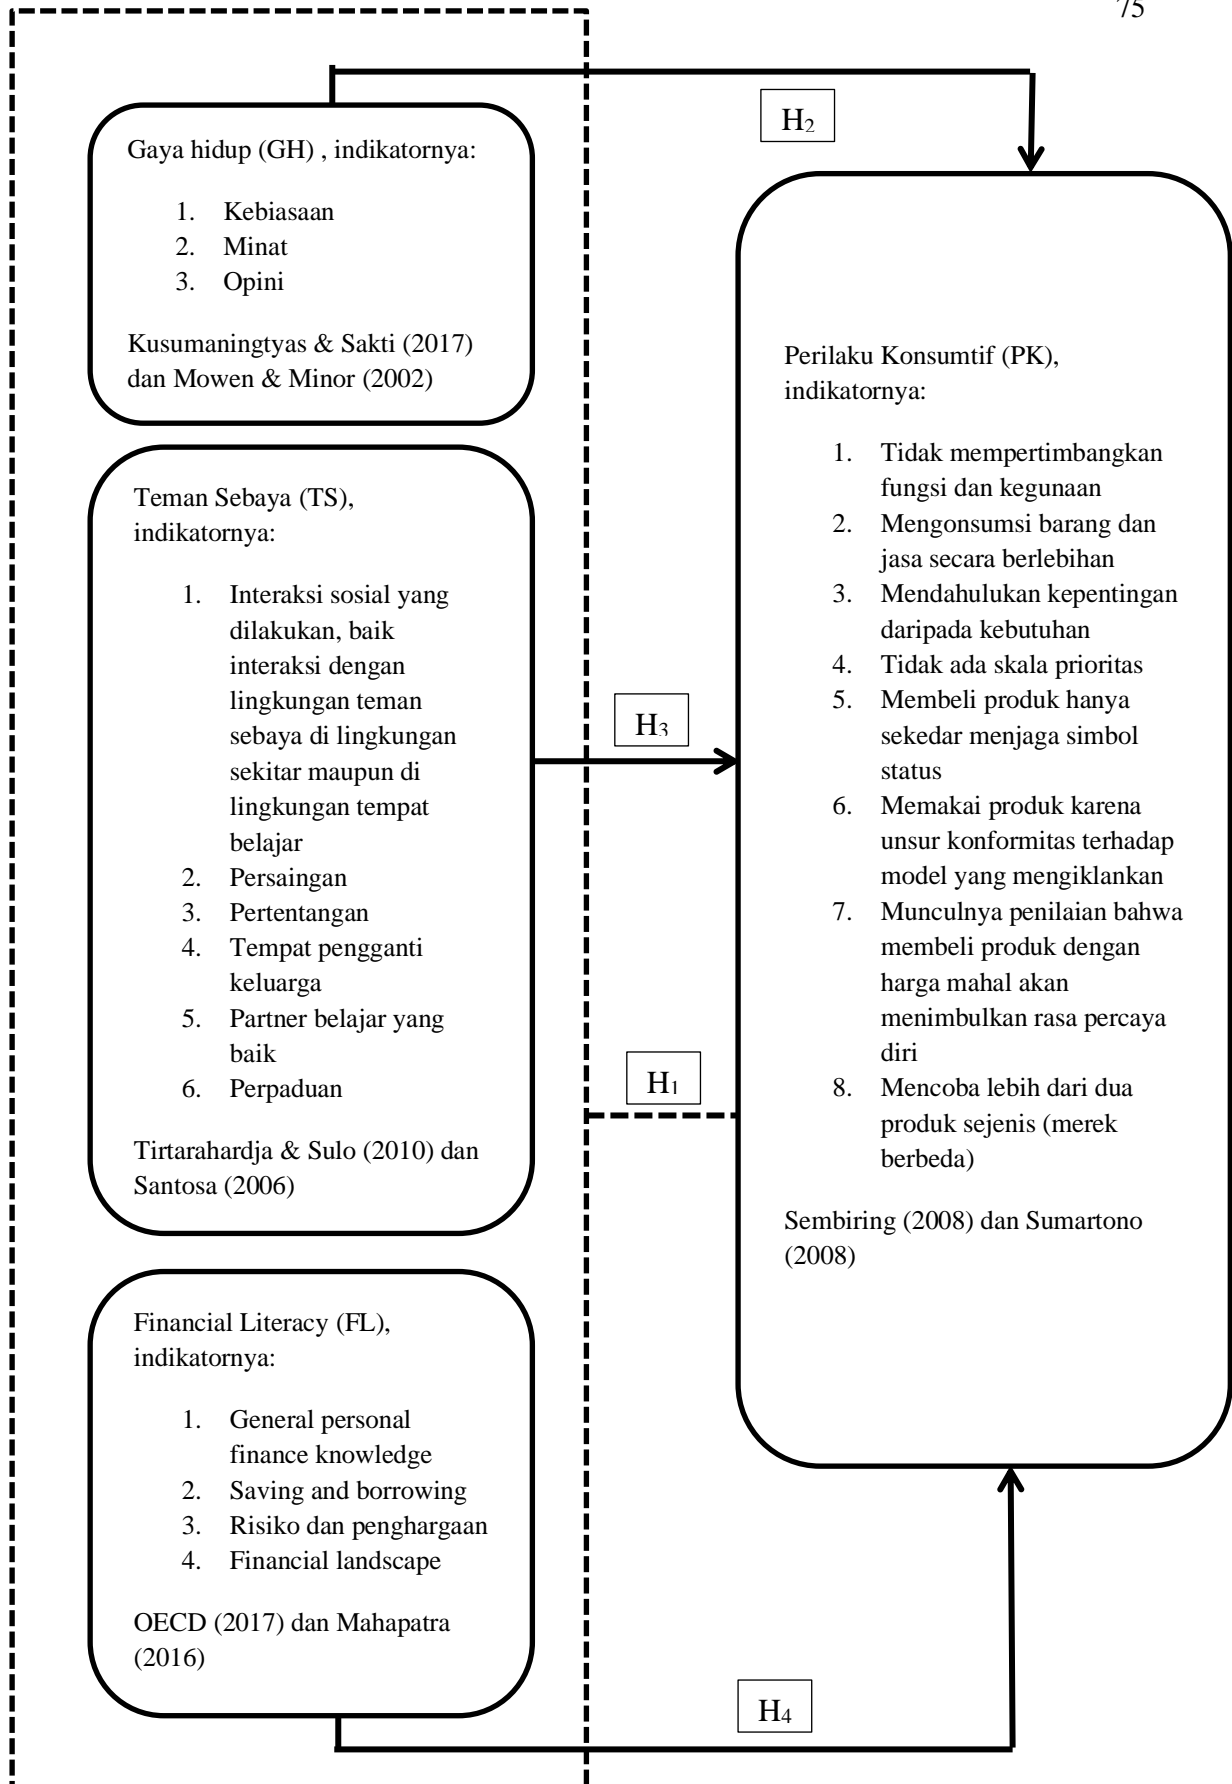 75
H₂
Gaya hidup (GH) , indikatornya:
1. Kebiasaan
2. Minat
3. Opini
Kusumaningtyas & Sakti (2017)
dan Mowen & Minor (2002)
Teman Sebaya (TS),
indikatornya:
1. Interaksi sosial yang
dilakukan, baik
interaksi dengan
lingkungan teman
sebaya di lingkungan
sekitar maupun di
lingkungan tempat
belajar
2. Persaingan
3. Pertentangan
4. Tempat pengganti
keluarga
5. Partner belajar yang
baik
6. Perpaduan
Tirtarahardja & Sulo (2010) dan
Santosa (2006)
Financial Literacy (FL),
indikatornya:
1. General personal
finance knowledge
2. Saving and borrowing
3. Risiko dan penghargaan
4. Financial landscape
OECD (2017) dan Mahapatra
(2016)
H₃
H₁
H₄
Perilaku Konsumtif (PK),
indikatornya:
1. Tidak mempertimbangkan
fungsi dan kegunaan
2. Mengonsumsi barang dan
jasa secara berlebihan
3. Mendahulukan kepentingan
daripada kebutuhan
4. Tidak ada skala prioritas
5. Membeli produk hanya
sekedar menjaga simbol
status
6. Memakai produk karena
unsur konformitas terhadap
model yang mengiklankan
7. Munculnya penilaian bahwa
membeli produk dengan
harga mahal akan
menimbulkan rasa percaya
diri
8. Mencoba lebih dari dua
produk sejenis (merek
berbeda)
Sembiring (2008) dan Sumartono
(2008)